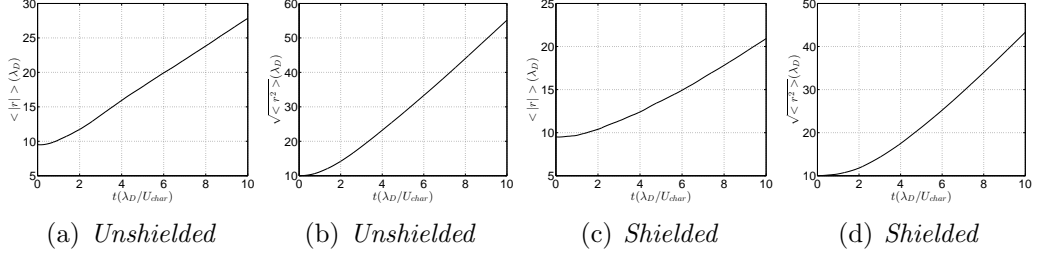 30
25
20
15
10
5
0 2 4 6 8 10
< |r| > (λ_D)
t(λ_D/U_char)
(a) Unshielded
60
50
40
30
20
10
0 2 4 6 8 10
√< r² >(λ_D)
t(λ_D/U_char)
(b) Unshielded
25
20
15
10
5
0 2 4 6 8 10
< |r| > (λ_D)
t(λ_D/U_char)
(c) Shielded
50
40
30
20
10
0 2 4 6 8 10
√< r² >(λ_D)
t(λ_D/U_char)
(d) Shielded